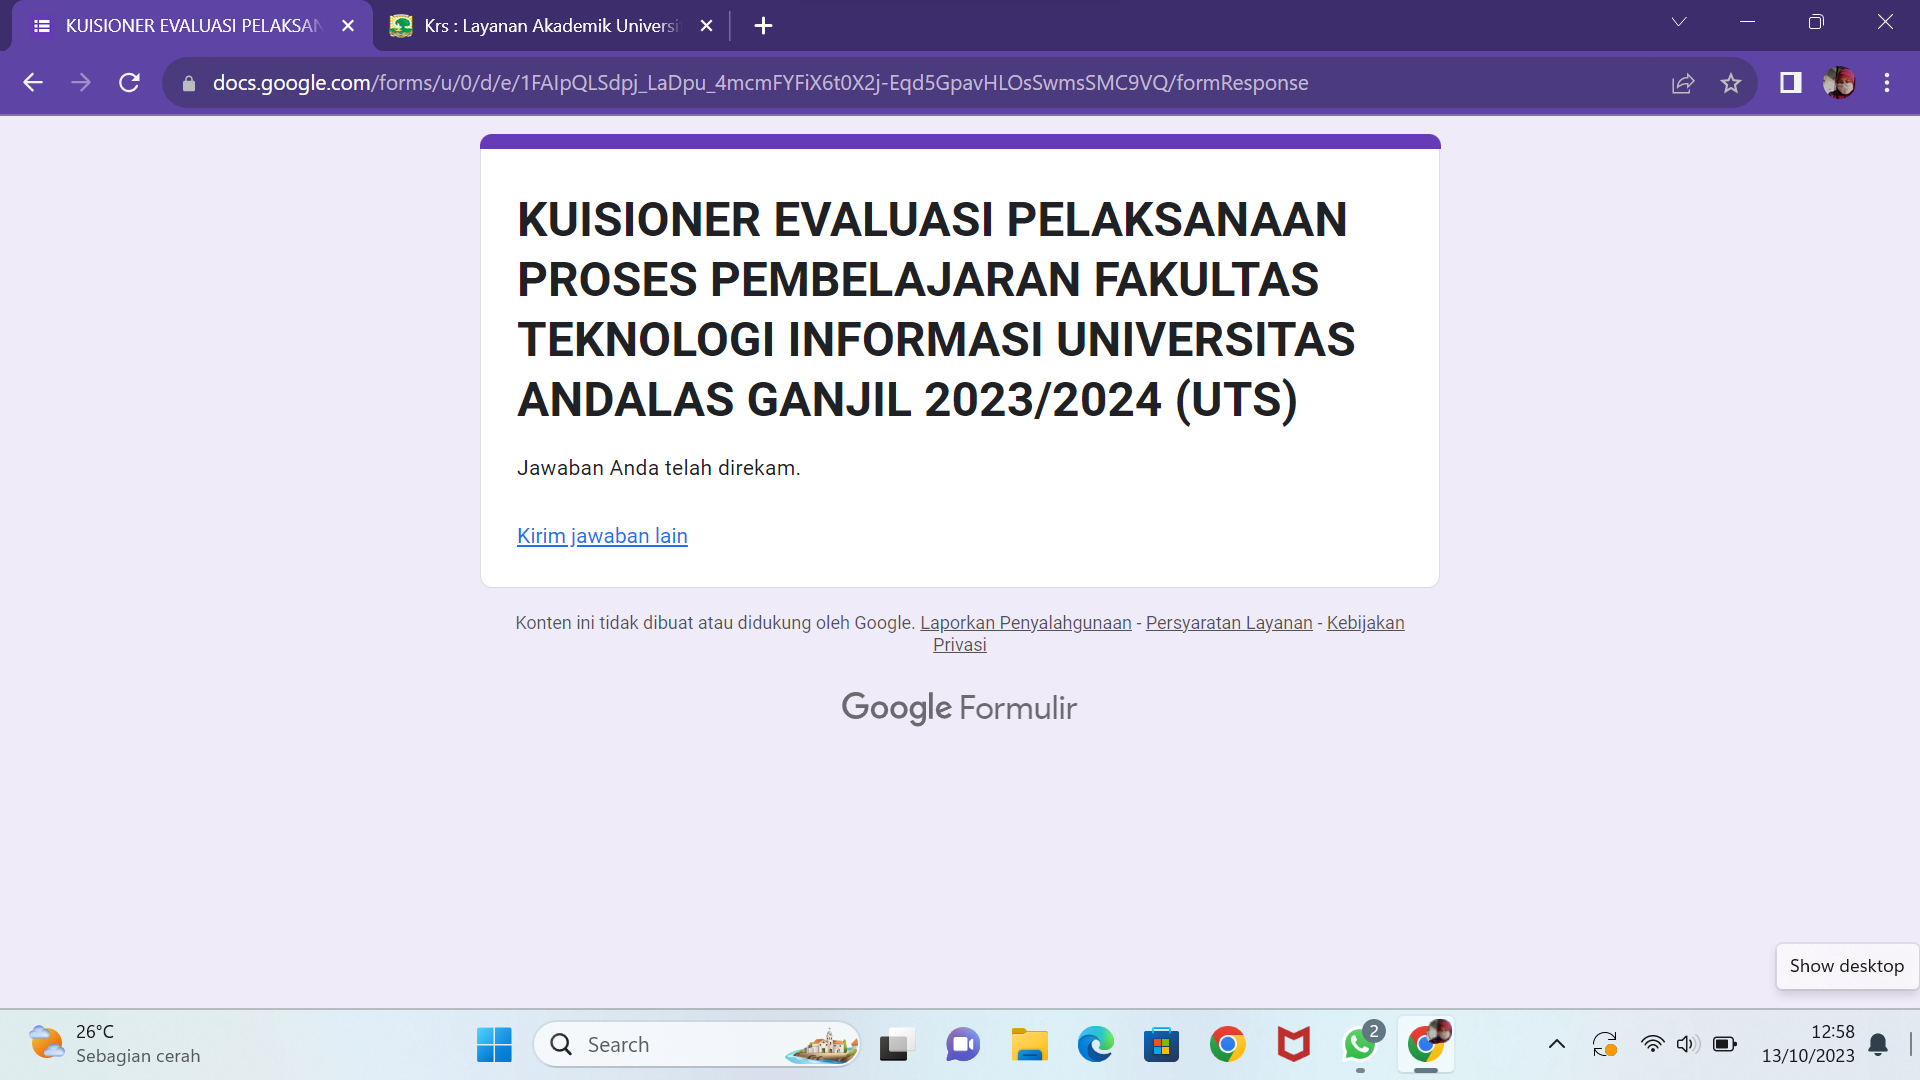 KUISIONER EVALUASI PELAKSAN
Krs : Layanan Akademik Universi
docs.google.com/forms/u/0/d/e/1FAIpQLSdpj_LaDpu_4mcmFYFiX6t0X2j-Eqd5GpavHLOsSwmsSMC9VQ/formResponse
KUISIONER EVALUASI PELAKSANAAN
PROSES PEMBELAJARAN FAKULTAS
TEKNOLOGI INFORMASI UNIVERSITAS
ANDALAS GANJIL 2023/2024 (UTS)
Jawaban Anda telah direkam.
Kirim jawaban lain
Konten ini tidak dibuat atau didukung oleh Google. Laporkan Penyalahgunaan - Persyaratan Layanan - Kebijakan
Privasi
Google Formulir
Show desktop
26°C
Sebagian cerah
Search
2
12:58
13/10/2023